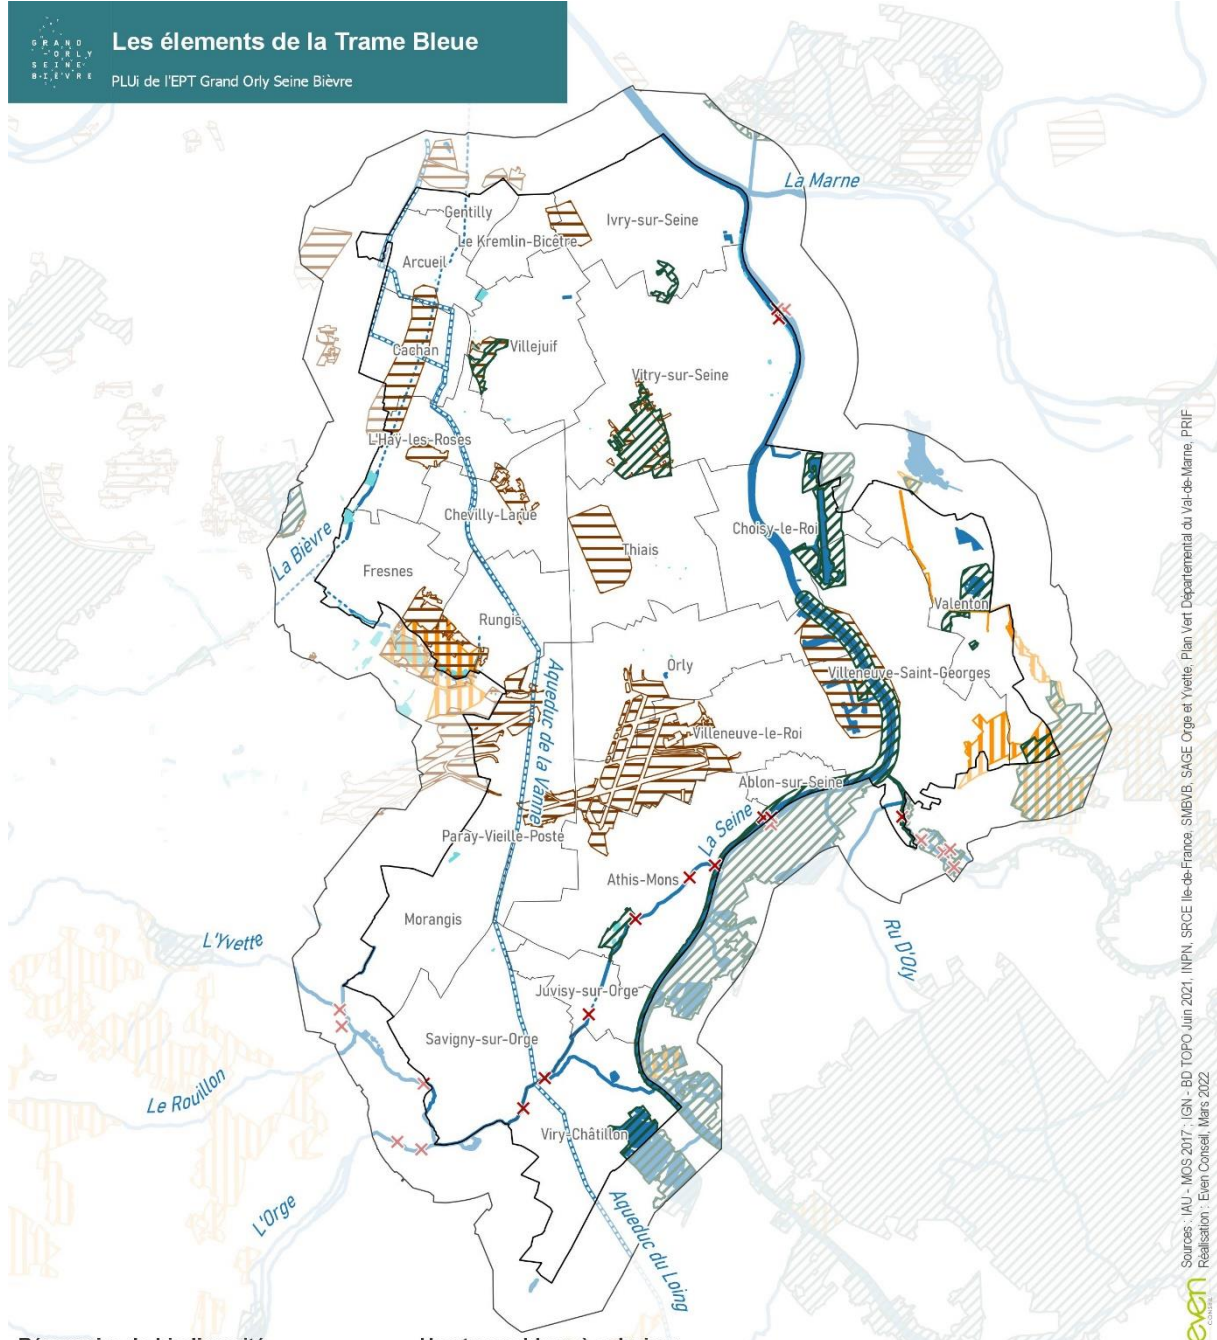 GRAND
-ORLY
SEINE
BIÈVRE
Les élements de la Trame Bleue
PLUi de l'EPT Grand Orly Seine Bièvre
La Marne
Gentilly
Ivry-sur-Seine
Le Kremlin-Bicêtre
Arcueil
Cachan
Villejuif
Vitry-sur-Seine
L'Haÿ-les-Roses
Chevilly-Larue
Choisy-le-Roi
La Bièvre
Thiais
Fresnes
Valenton
Rungis
Orly
Villeneuve-Saint-Georges
Aqueduc de la Vanne
Villeneuve-le-Roi
Ablon-sur-Seine
La Seine
Paray-Vieille-Poste
Athis-Mons
Morangis
L'Yvette
Ru D'Oly
Juvisy-sur-Orge
Savigny-sur-Orge
Le Rouillon
Viry-Châtillon
L'Orge
Aqueduc du Loing
Sources : IAU - MOS 2017 ; IGN - BD TOPO Juin 2021, INPN, SRCE Ile-de-France, SMBVB, SAGE Orge et Yvette, Plan Vert Départemental du Val-de-Marne, PRIF
Réalisation : Even Conseil, Mars 2022
even
CONSEIL